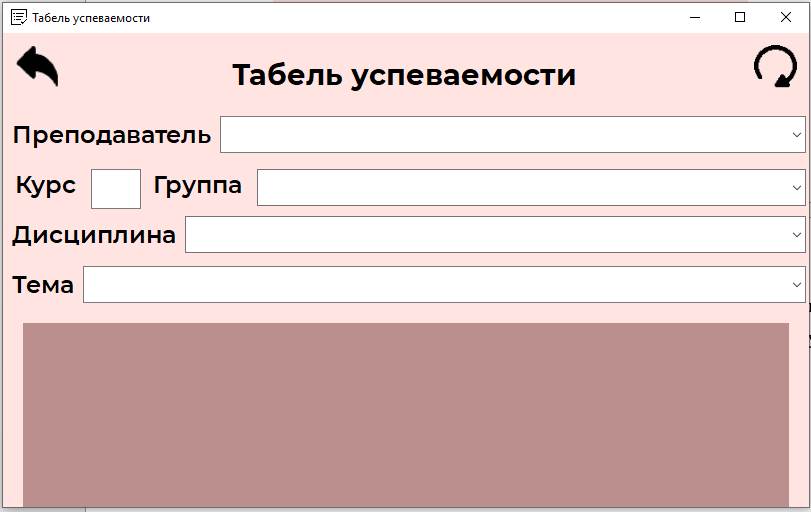 Табель успеваемости
Табель успеваемости
Преподаватель
Курс Группа
Дисциплина
Тема